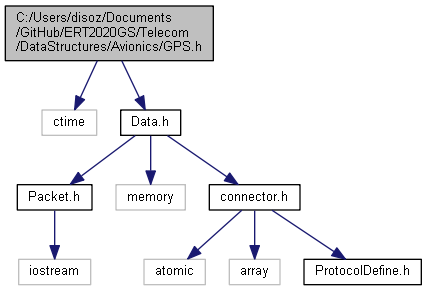 C:/Users/disoz/Documents
/GitHub/ERT2020GS/Telecom
/DataStructures/Avionics/GPS.h
ctime
Data.h
Packet.h
memory
connector.h
iostream
atomic
array
ProtocolDefine.h